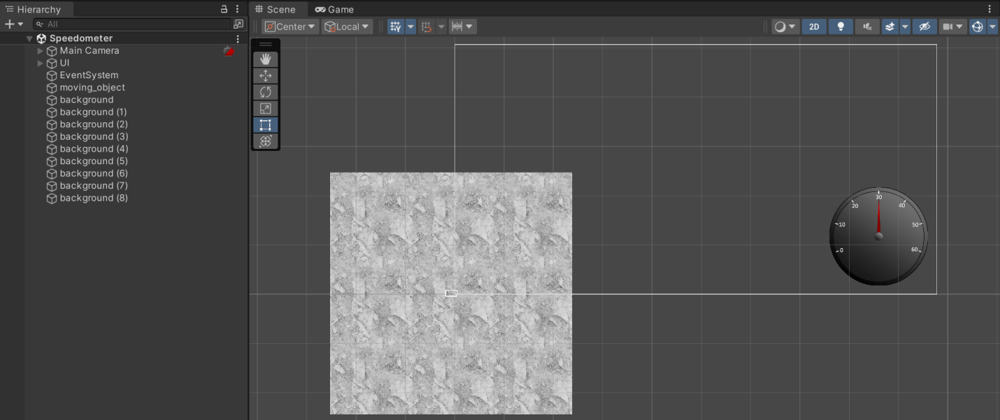 Hierarchy
All
Speedometer
Main Camera
UI
EventSystem
moving_object
background
background (1)
background (2)
background (3)
background (4)
background (5)
background (6)
background (7)
background (8)
Scene
Game
Center
Local
2D
0
10
20
30
40
50
60